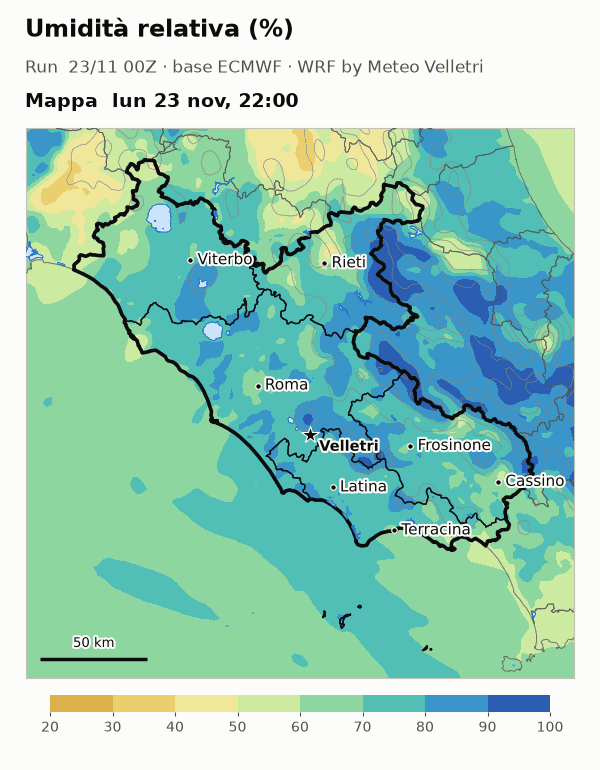 Umidità relativa (%)
Run  23/11 00Z · base ECMWF · WRF by Meteo Velletri
Mappa  lun 23 nov, 22:00
Viterbo
Rieti
Roma
Velletri
Frosinone
Latina
Cassino
Terracina
50 km
20 30 40 50 60 70 80 90 100